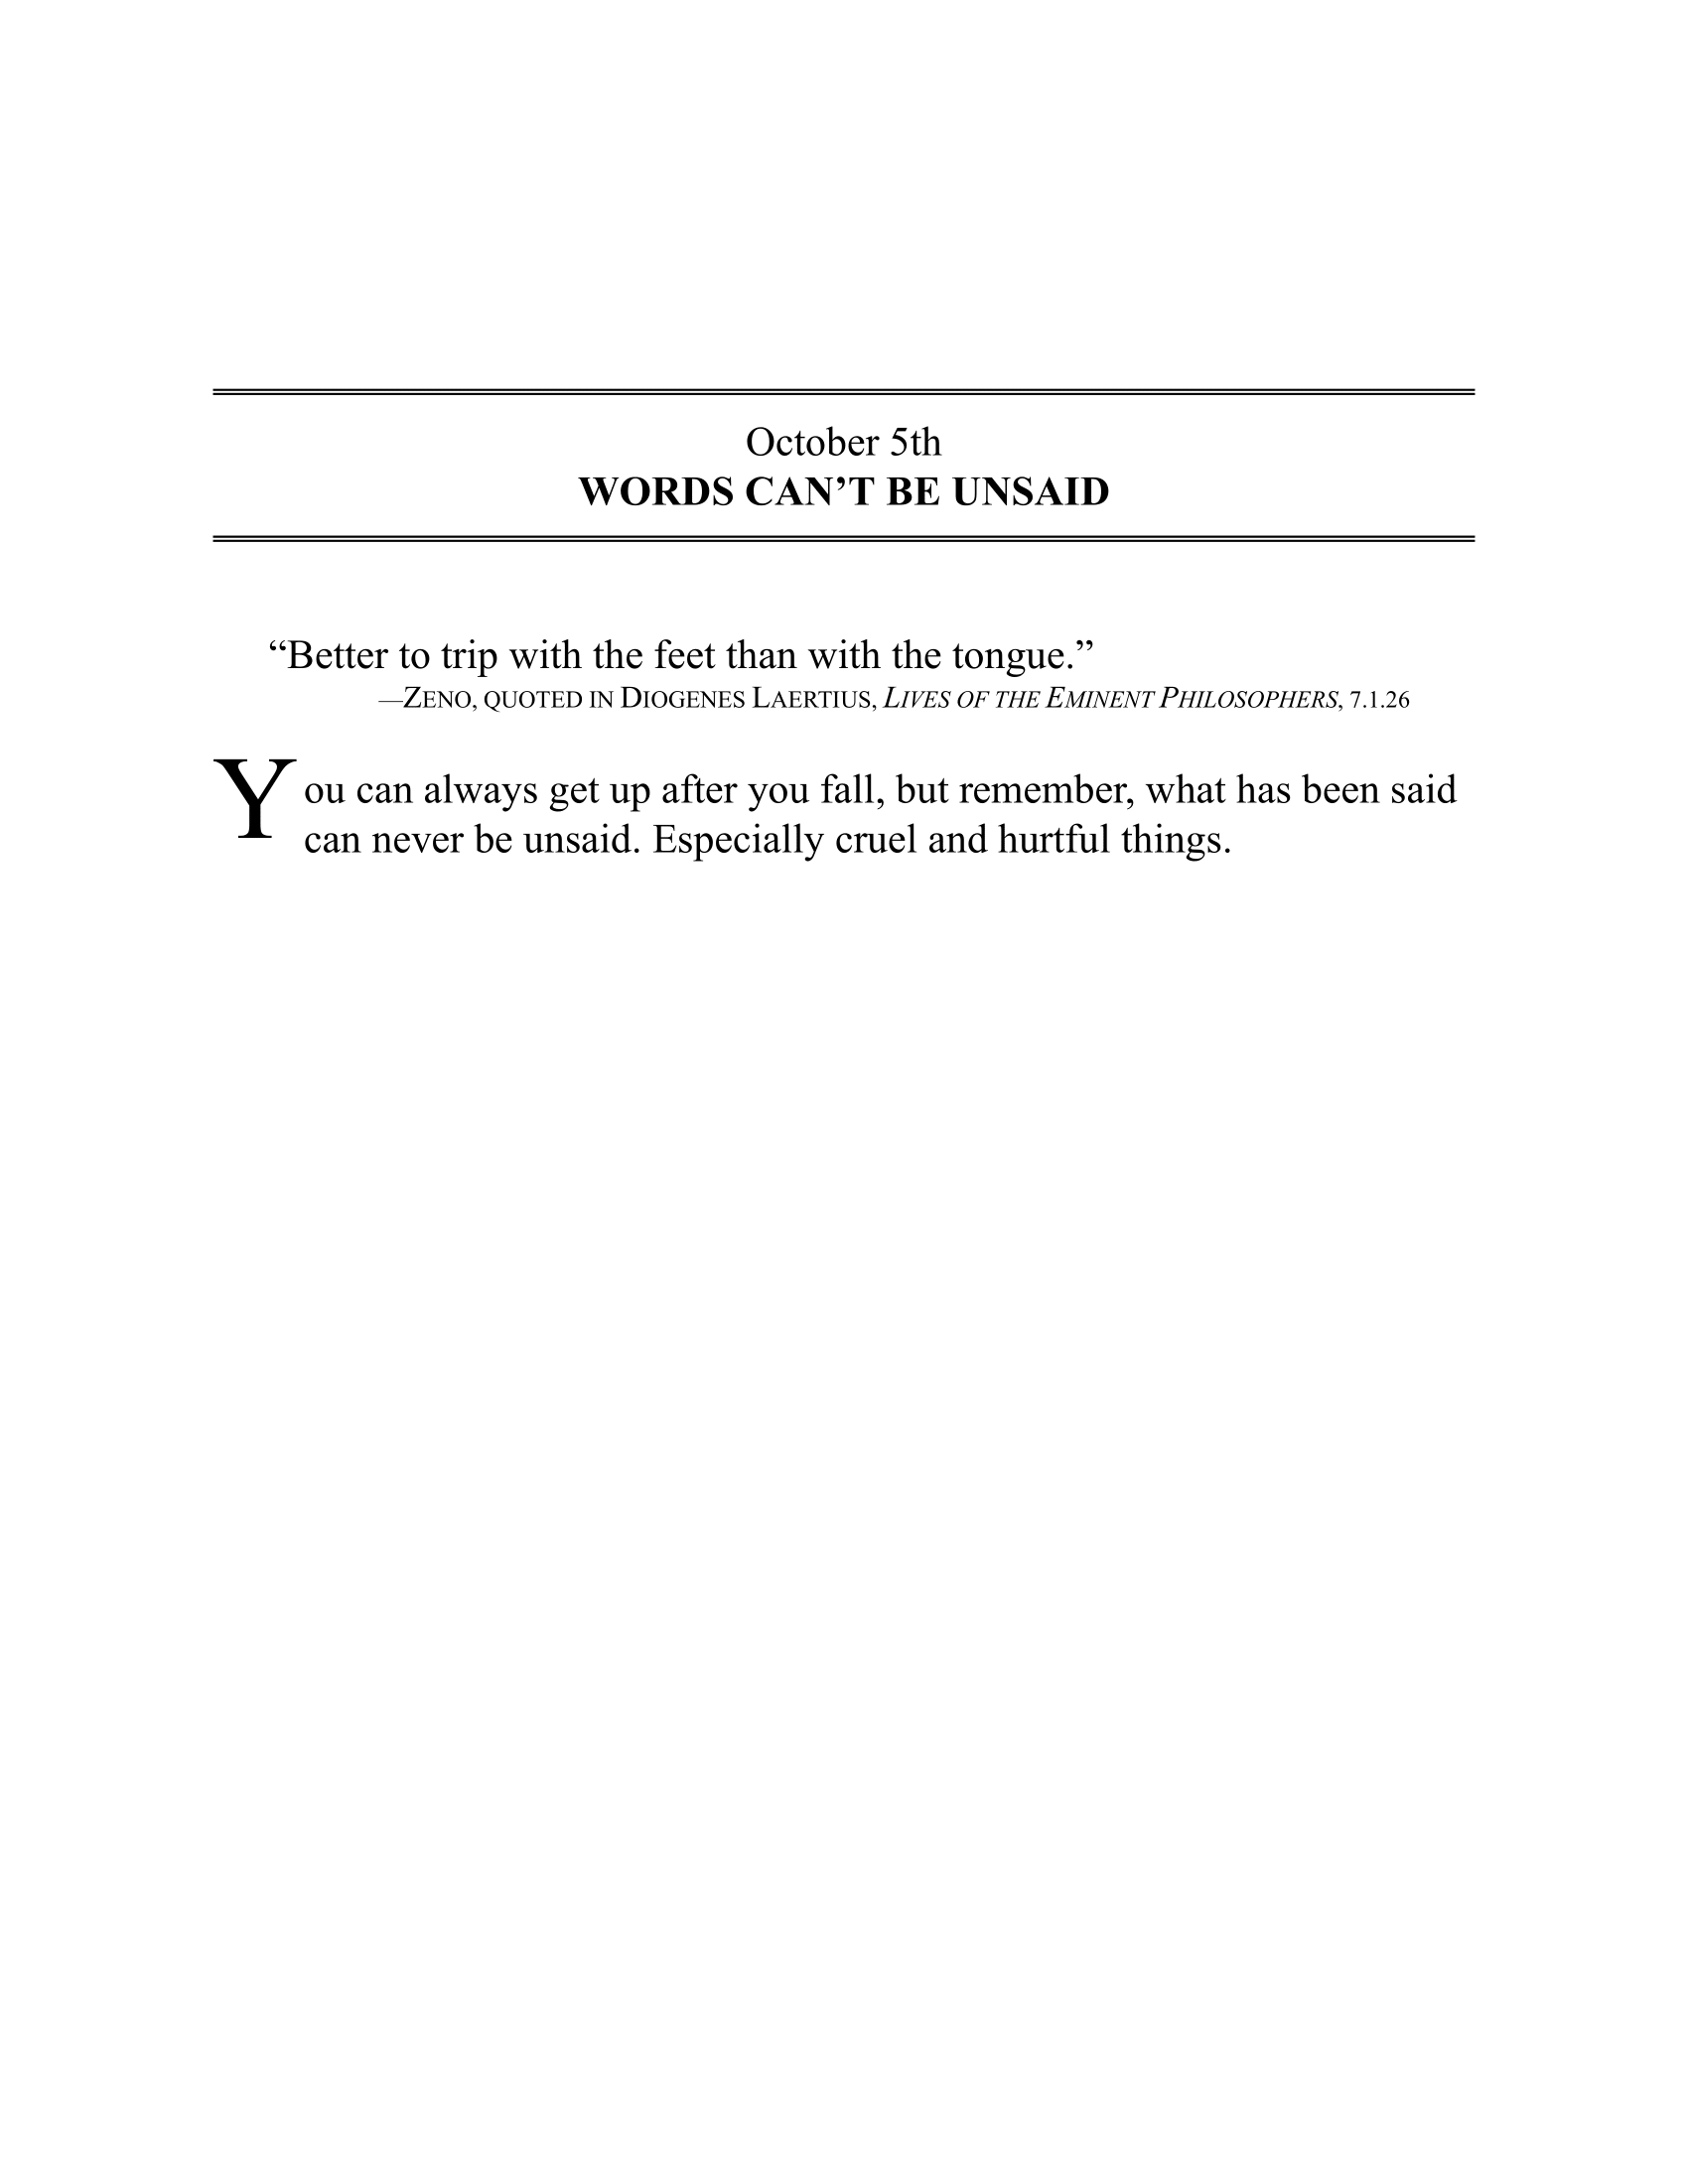 October 5th
WORDS CAN’T BE UNSAID
“Better to trip with the feet than with the tongue.”
—ZENO, QUOTED IN DIOGENES LAERTIUS, LIVES OF THE EMINENT PHILOSOPHERS, 7.1.26
You can always get up after you fall, but remember, what has been said
can never be unsaid. Especially cruel and hurtful things.